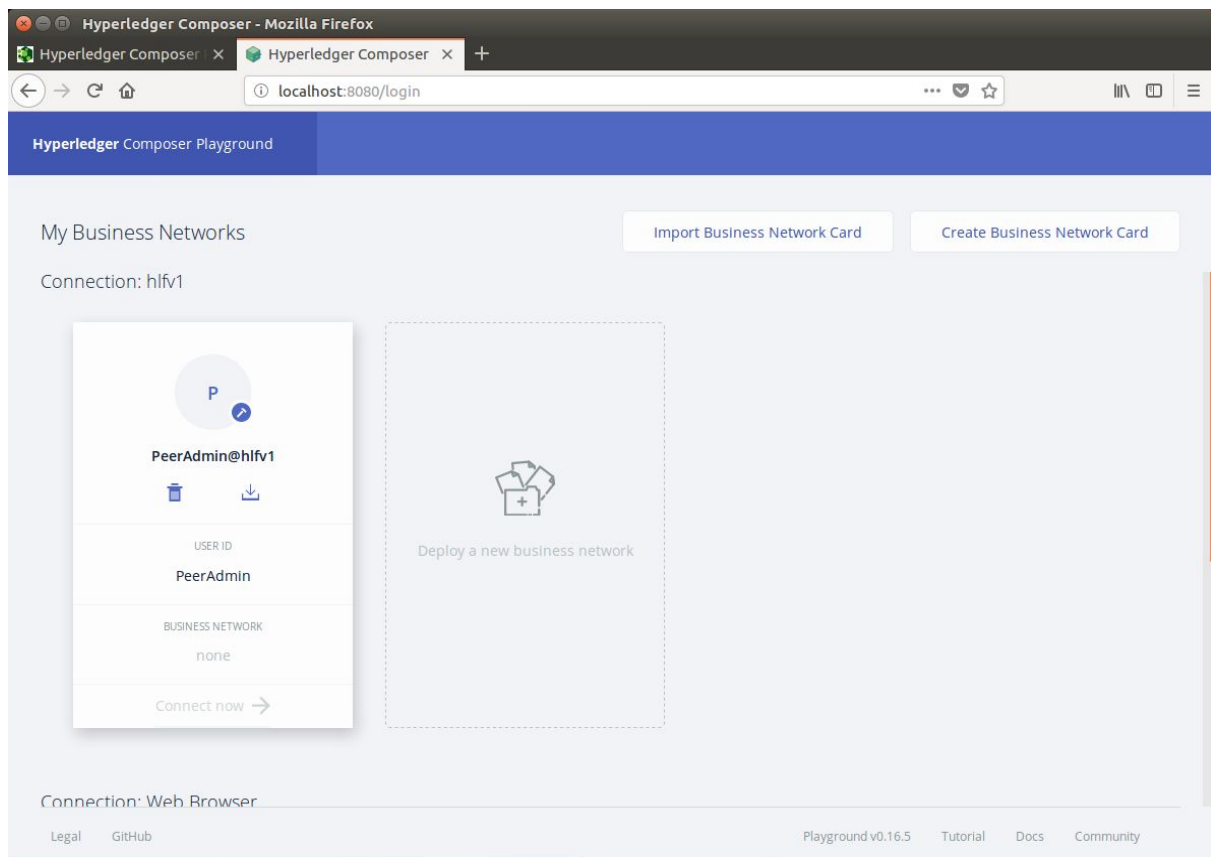 Hyperledger Composer - Mozilla Firefox
Hyperledger Composer
Hyperledger Composer
localhost:8080/login
Hyperledger Composer Playground
My Business Networks
Import Business Network Card
Create Business Network Card
Connection: hlfv1
P
PeerAdmin@hlfv1
USER ID
PeerAdmin
BUSINESS NETWORK
none
Connect now
Deploy a new business network
Connection: Web Browser
Legal GitHub Playground v0.16.5 Tutorial Docs Community